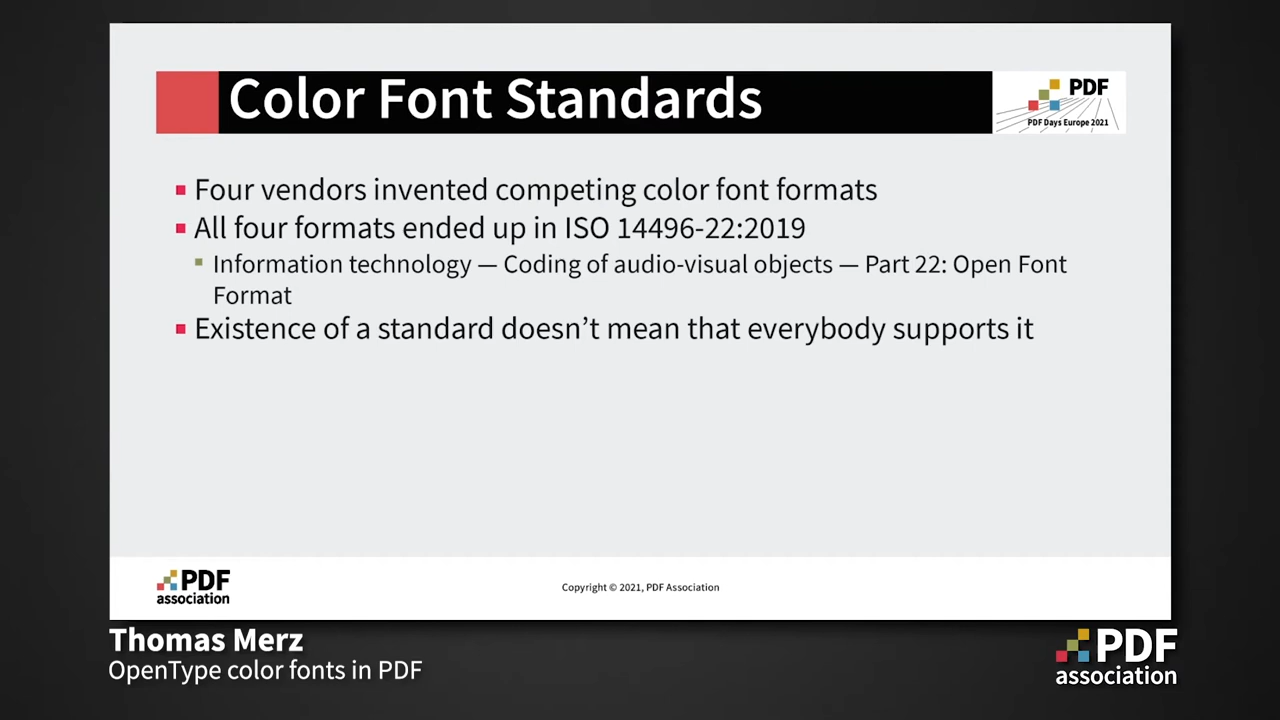 Color Font Standards
PDF
PDF Days Europe 2021
Four vendors invented competing color font formats
All four formats ended up in ISO 14496-22:2019
Information technology — Coding of audio-visual objects — Part 22: Open Font
Format
Existence of a standard doesn’t mean that everybody supports it
PDF
association
Copyright © 2021, PDF Association
Thomas Merz
OpenType color fonts in PDF
PDF
association